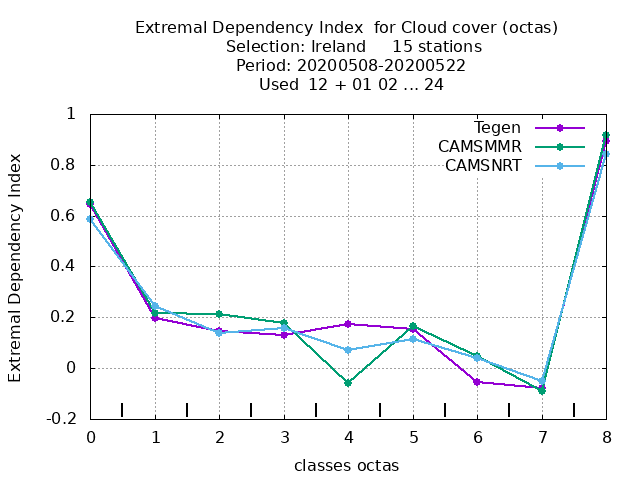 Extremal Dependency Index  for Cloud cover (octas)
Selection: Ireland     15 stations
Period: 20200508-20200522
Used  12 + 01 02 ... 24
Extremal Dependency Index
1
0.8
0.6
0.4
0.2
0
-0.2
Tegen
CAMSMMR
CAMSNRT
0 1 2 3 4 5 6 7 8
classes octas